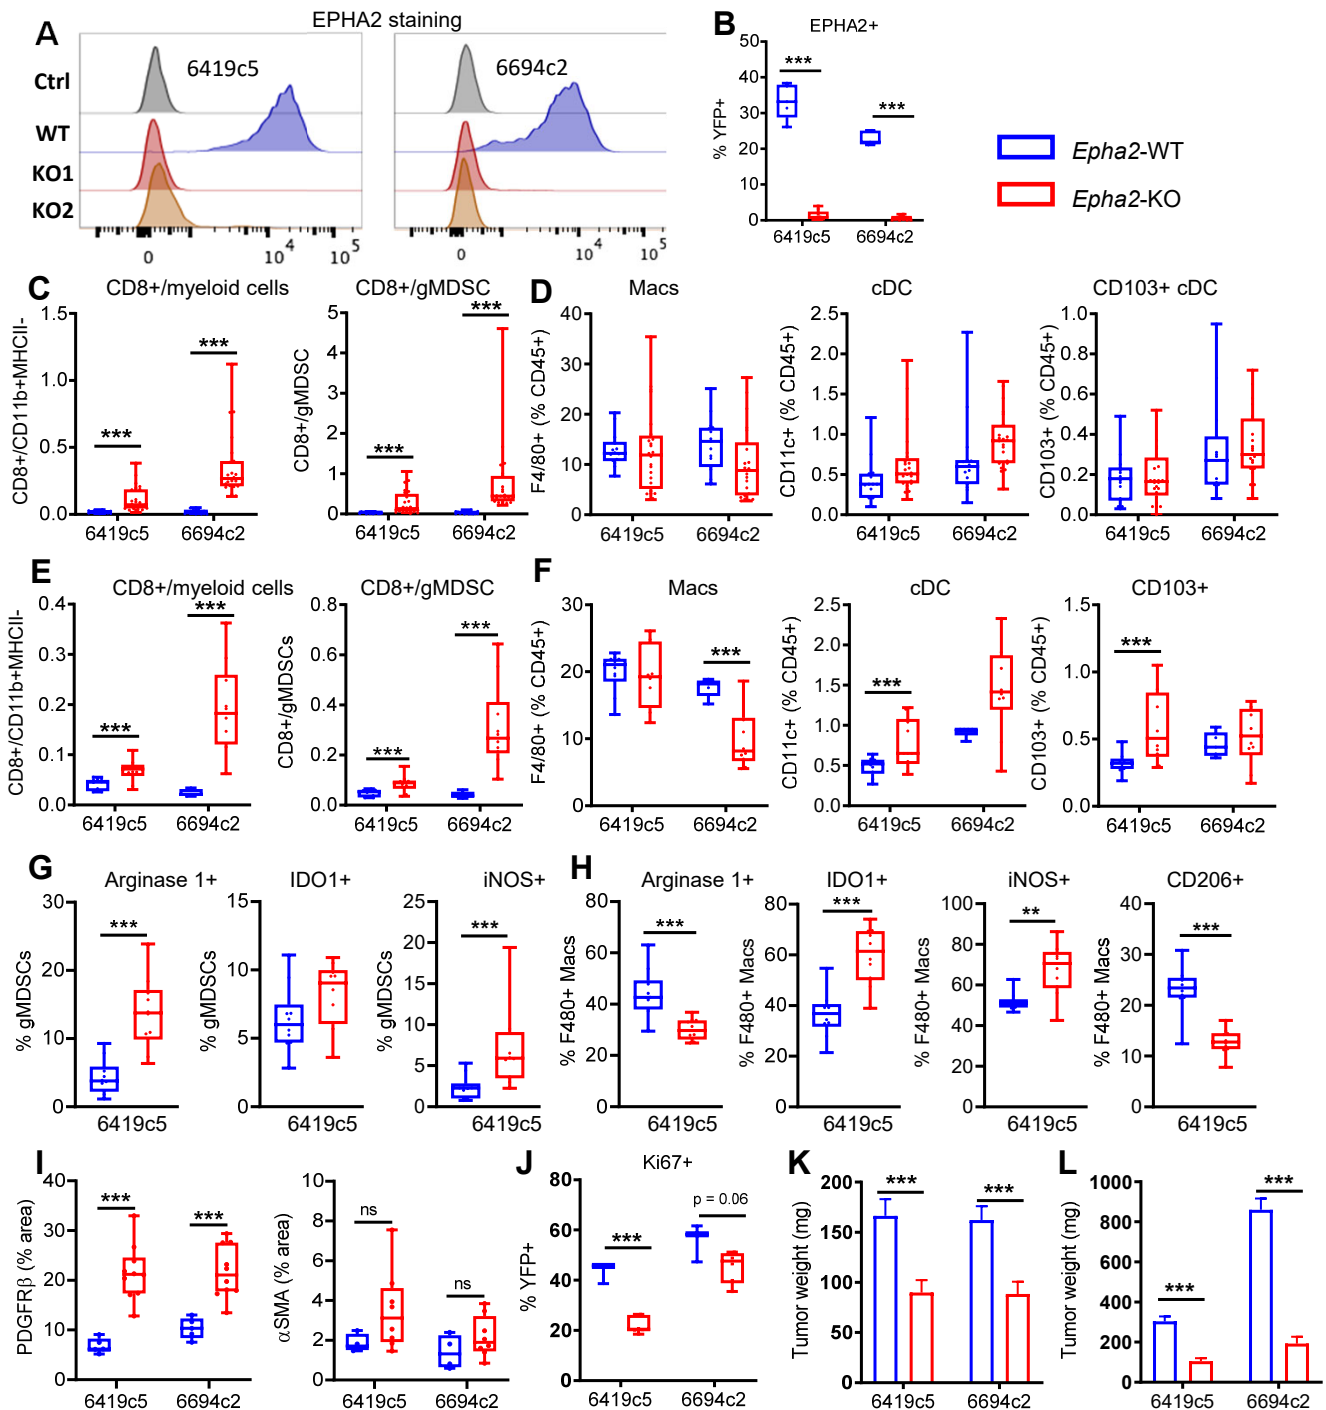 A
EPHA2 staining
Ctrl
WT
KO1
KO2
6419c5
6694c2
0
10^4
10^5
0
10^4
10^5
B
EPHA2+
% YFP+
50
40
30
20
10
0
***
***
6419c5
6694c2
Epha2-WT
Epha2-KO
C
CD8+/myeloid cells
CD8+/CD11b+MHCII-
1.5
1.0
0.5
0.0
***
***
6419c5
6694c2
CD8+/gMDSC
CD8+/gMDSC
5
4
3
2
1
0
***
***
6419c5
6694c2
D
Macs
F4/80+ (% CD45+)
40
30
20
10
0
6419c5
6694c2
cDC
CD11c+ (% CD45+)
2.5
2.0
1.5
1.0
0.5
0.0
6419c5
6694c2
CD103+ cDC
CD103+ (% CD45+)
1.0
0.8
0.6
0.4
0.2
0.0
6419c5
6694c2
E
CD8+/myeloid cells
CD8+/CD11b+MHCII-
0.4
0.3
0.2
0.1
0.0
***
***
6419c5
6694c2
CD8+/gMDSC
CD8+/gMDSCs
0.8
0.6
0.4
0.2
0.0
***
***
6419c5
6694c2
F
Macs
F4/80+ (% CD45+)
30
20
10
0
***
6419c5
6694c2
cDC
CD11c+ (% CD45+)
2.5
2.0
1.5
1.0
0.5
0.0
***
6419c5
6694c2
CD103+
CD103+ (% CD45+)
1.5
1.0
0.5
0.0
***
6419c5
6694c2
G
Arginase 1+
% gMDSCs
30
20
10
0
***
6419c5
IDO1+
% gMDSCs
15
10
5
0
6419c5
iNOS+
% gMDSCs
25
20
15
10
5
0
***
6419c5
H
Arginase 1+
% F480+ Macs
80
60
40
20
0
***
6419c5
IDO1+
% F480+ Macs
80
60
40
20
0
***
6419c5
iNOS+
% F480+ Macs
100
80
60
40
20
0
**
6419c5
CD206+
% F480+ Macs
40
30
20
10
0
***
6419c5
I
PDGFRβ (% area)
40
30
20
10
0
***
***
6419c5
6694c2
αSMA (% area)
10
8
6
4
2
0
ns
ns
6419c5
6694c2
J
Ki67+
% YFP+
80
60
40
20
0
***
p = 0.06
6419c5
6694c2
K
Tumor weight (mg)
200
150
100
50
0
***
***
6419c5
6694c2
L
Tumor weight (mg)
1000
800
600
400
200
0
***
***
6419c5
6694c2